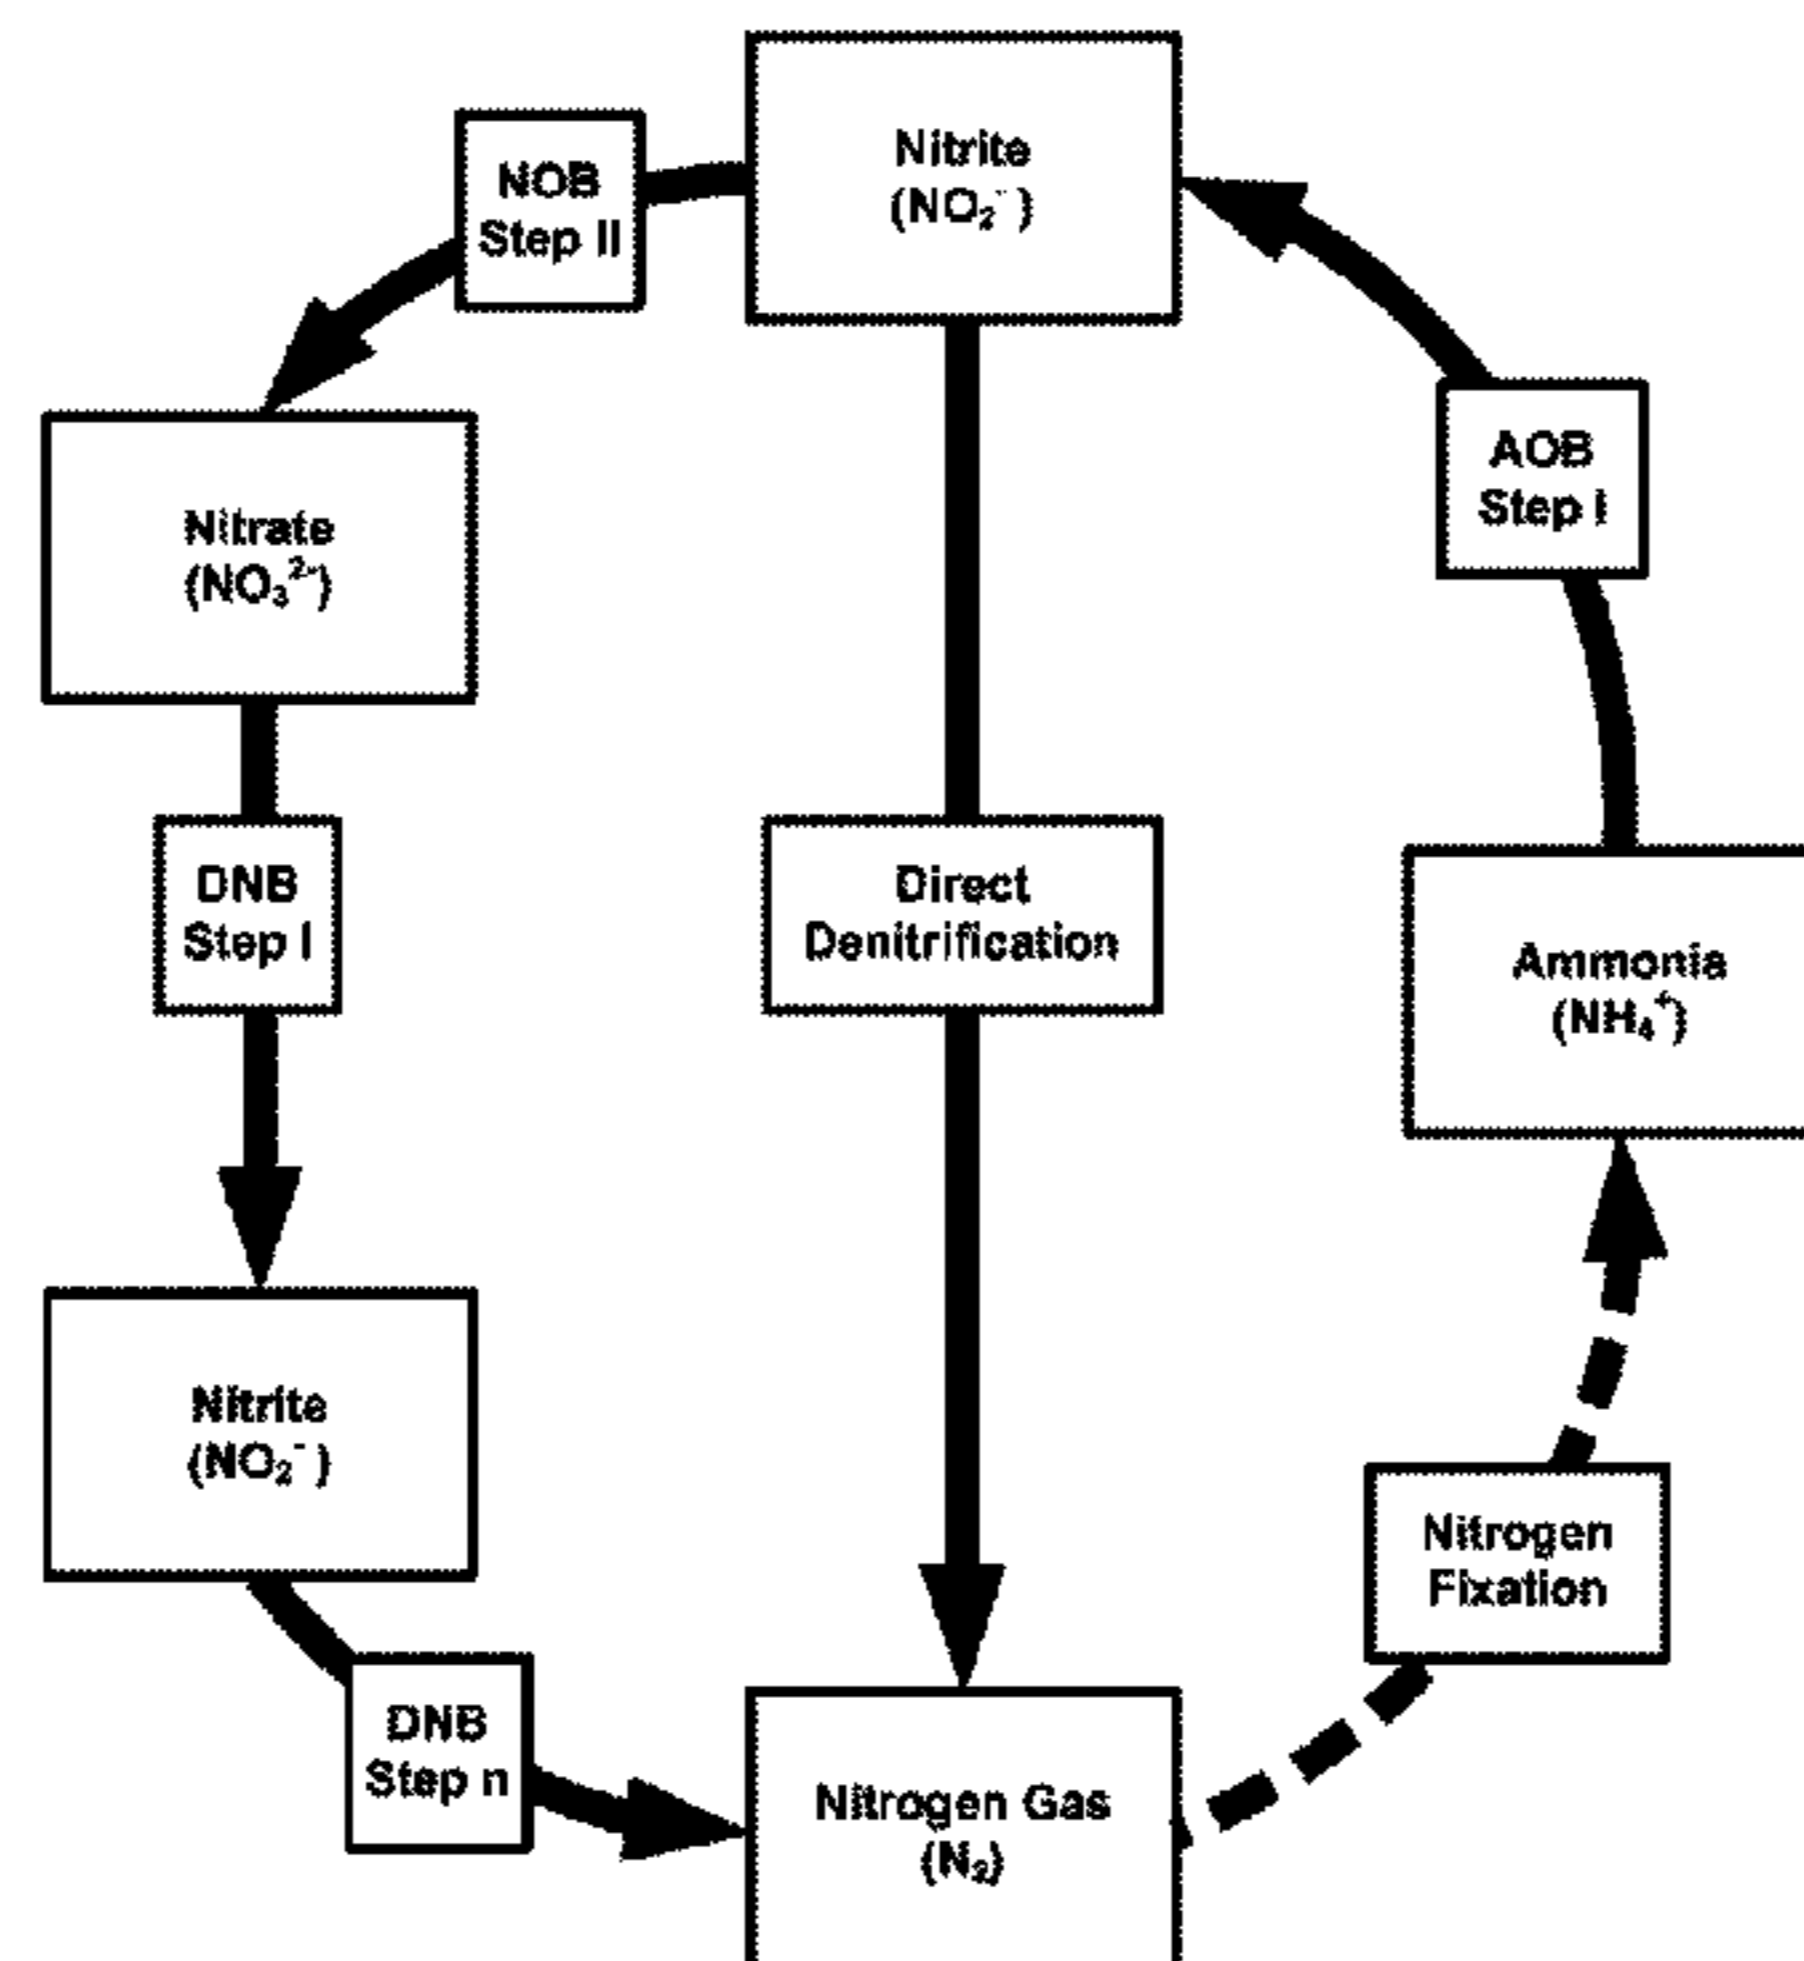 Nitrite
(NO₂⁻)
NOB
Step II
AOB
Step I
Nitrate
(NO₃²⁻)
DNB
Step I
Direct
Denitrification
Ammonia
(NH₄⁺)
Nitrite
(NO₂⁻)
Nitrogen
Fixation
DNB
Step n
Nitrogen Gas
(N₂)